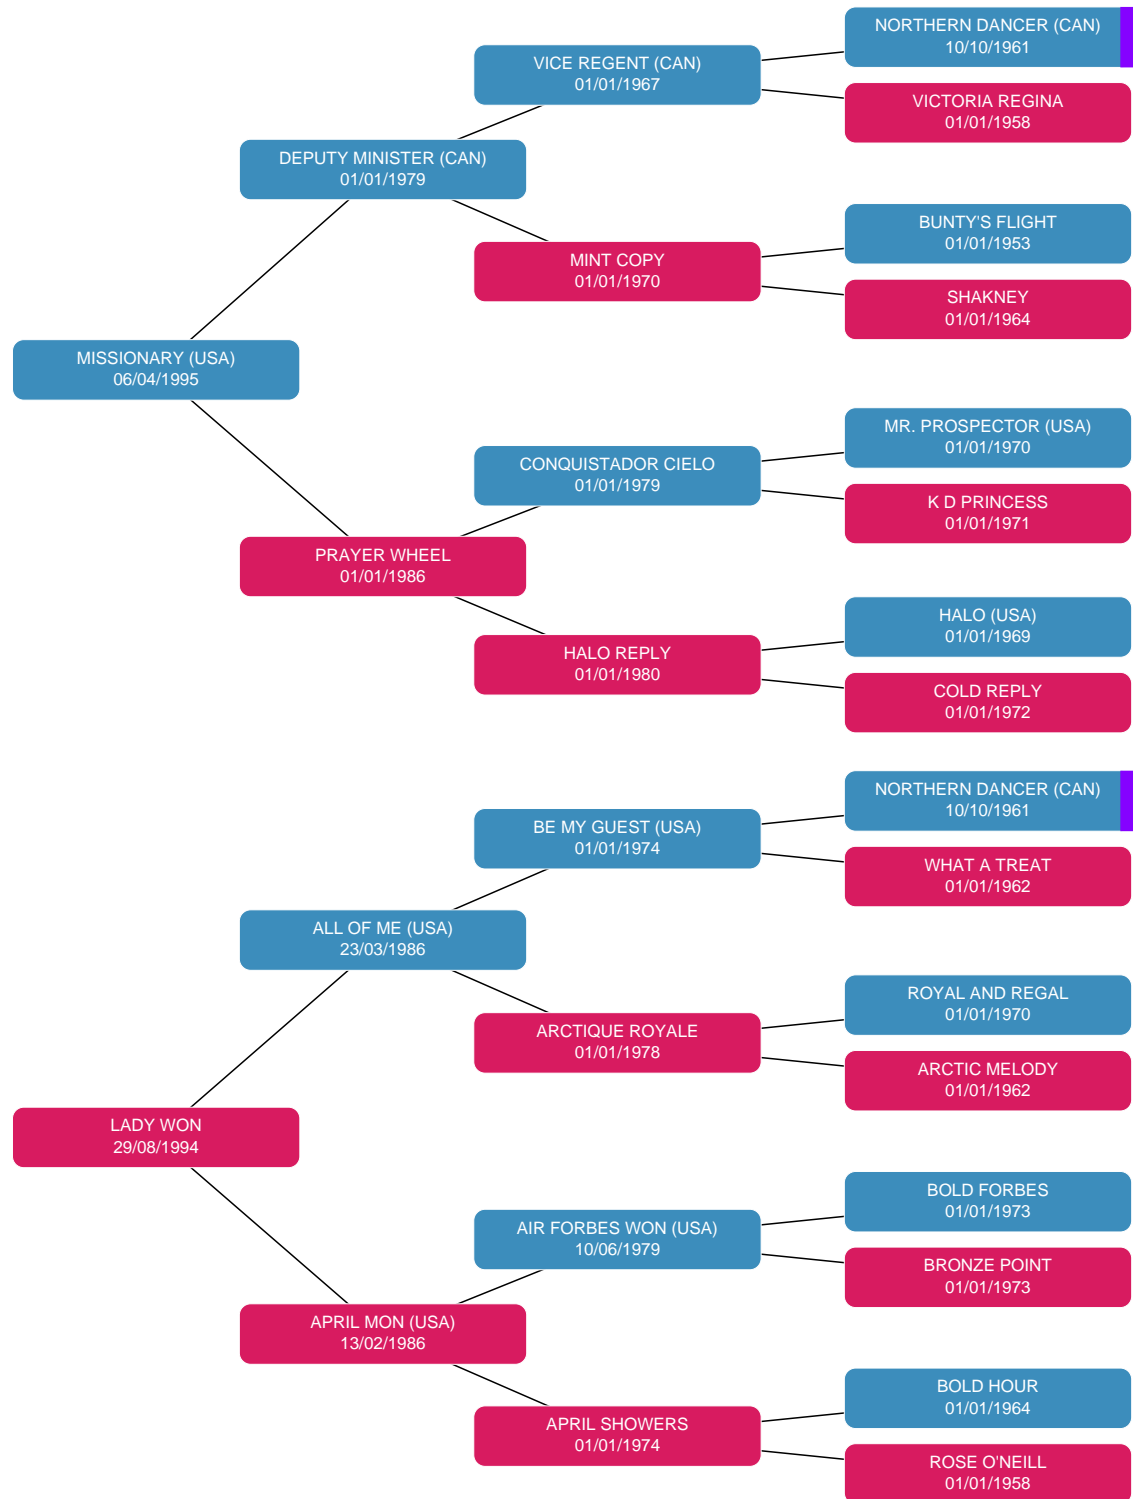 NORTHERN DANCER (CAN)
10/10/1961
VICE REGENT (CAN)
01/01/1967
VICTORIA REGINA
01/01/1958
DEPUTY MINISTER (CAN)
01/01/1979
BUNTY'S FLIGHT
01/01/1953
MINT COPY
01/01/1970
SHAKNEY
01/01/1964
MISSIONARY (USA)
06/04/1995
MR. PROSPECTOR (USA)
01/01/1970
CONQUISTADOR CIELO
01/01/1979
K D PRINCESS
01/01/1971
PRAYER WHEEL
01/01/1986
HALO (USA)
01/01/1969
HALO REPLY
01/01/1980
COLD REPLY
01/01/1972
NORTHERN DANCER (CAN)
10/10/1961
BE MY GUEST (USA)
01/01/1974
WHAT A TREAT
01/01/1962
ALL OF ME (USA)
23/03/1986
ROYAL AND REGAL
01/01/1970
ARCTIQUE ROYALE
01/01/1978
ARCTIC MELODY
01/01/1962
LADY WON
29/08/1994
BOLD FORBES
01/01/1973
AIR FORBES WON (USA)
10/06/1979
BRONZE POINT
01/01/1973
APRIL MON (USA)
13/02/1986
BOLD HOUR
01/01/1964
APRIL SHOWERS
01/01/1974
ROSE O'NEILL
01/01/1958